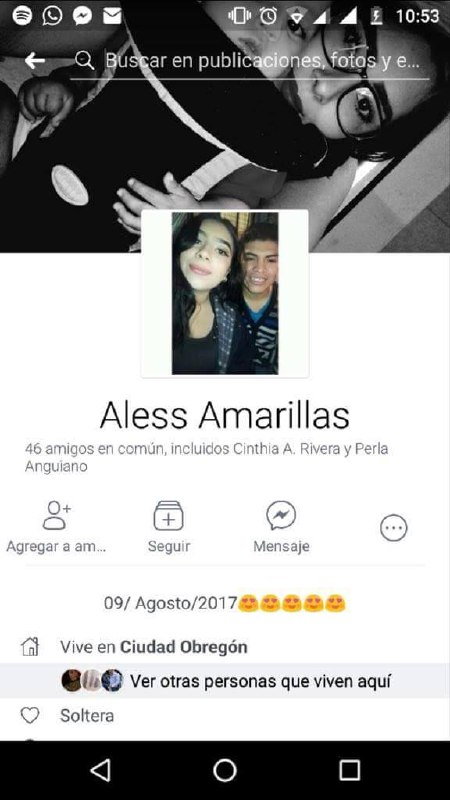 10:53
Buscar en publicaciones, fotos y e...
Aless Amarillas
46 amigos en común, incluidos Cinthia A. Rivera y Perla
Anguiano
Agregar a am... Seguir Mensaje
09/ Agosto/2017😍😍😍😍😍
Vive en Ciudad Obregón
Ver otras personas que viven aquí
Soltera